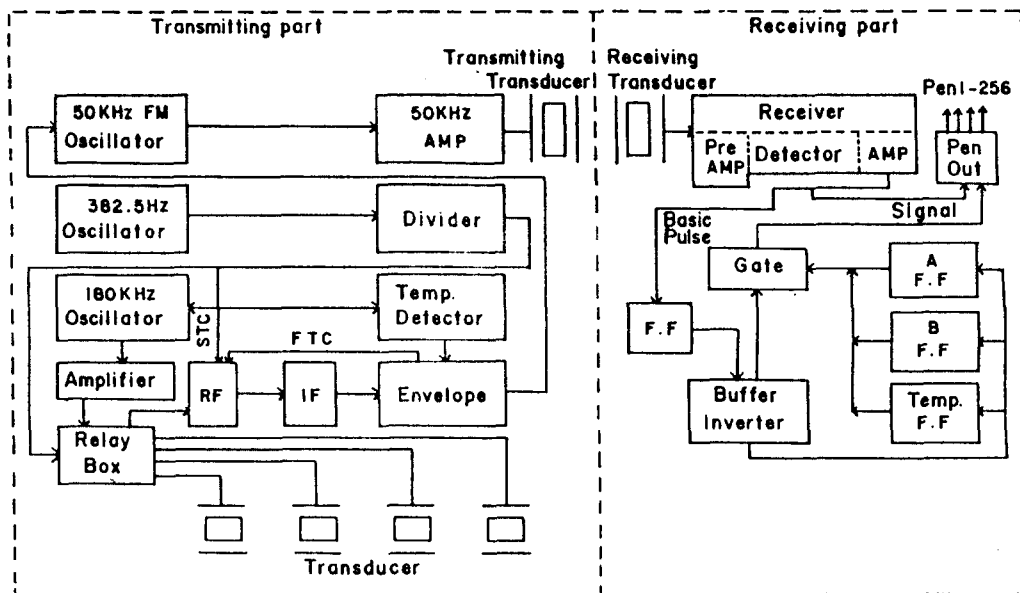 Transmitting part
Transmitting
Transducer
50KHz FM
Oscillator
50KHz
AMP
382.5Hz
Oscillator
Divider
180KHz
Oscillator
Temp.
Detector
STC
FTC
Amplifier
RF
IF
Envelope
Relay
Box
Transducer
Receiving part
Receiving
Transducer
Pen1-256
Receiver
Pre
AMP
Detector
AMP
Pen
Out
Signal
Basic
Pulse
Gate
A
F.F
F.F
B
F.F
Buffer
Inverter
Temp.
F.F